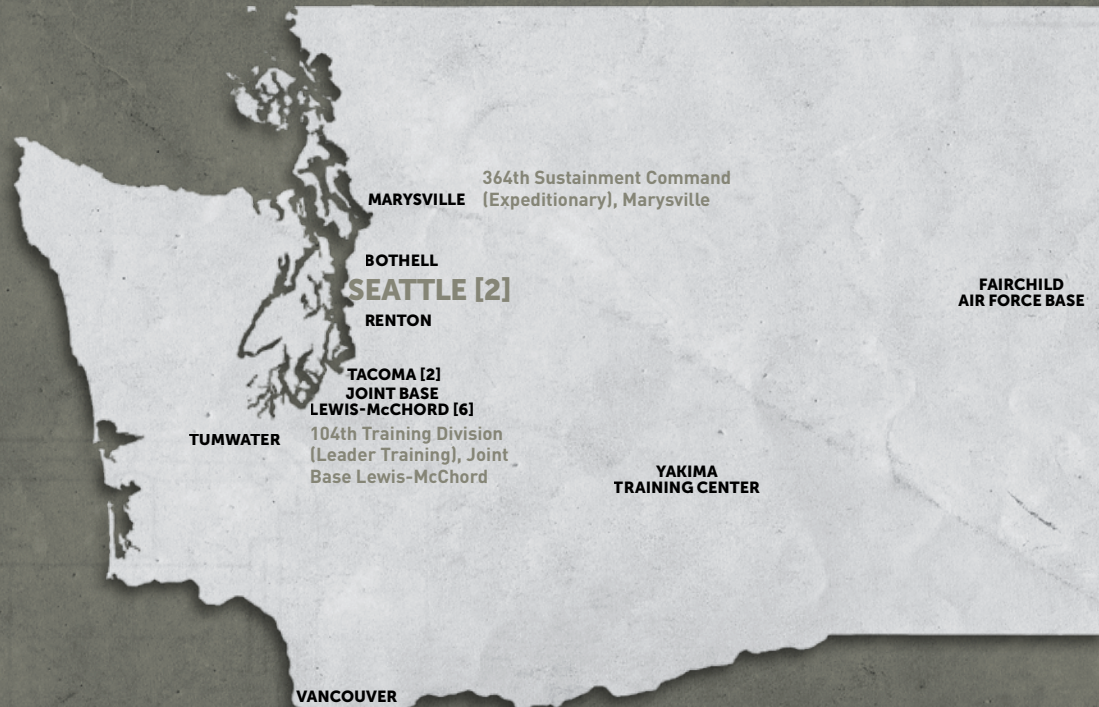 MARYSVILLE
364th Sustainment Command
(Expeditionary), Marysville
BOTHELL
SEATTLE [2]
RENTON
FAIRCHILD
AIR FORCE BASE
TACOMA [2]
JOINT BASE
LEWIS-McCHORD [6]
TUMWATER
104th Training Division
(Leader Training), Joint
Base Lewis-McChord
YAKIMA
TRAINING CENTER
VANCOUVER